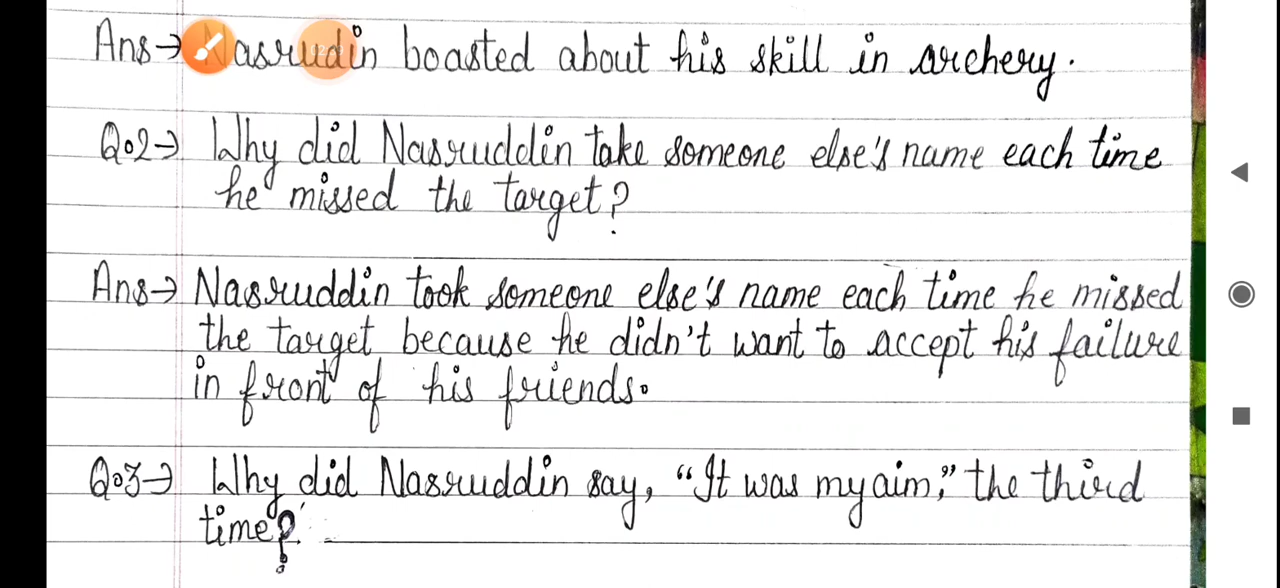 Ans→ Nasrudin boasted about his skill in archery.
Q.2→ Why did Nasruddin take someone else's name each time
he missed the target?
Ans→ Nasruddin took someone else's name each time he missed
the target because he didn't want to accept his failure
in front of his friends.
Q.3→ Why did Nasruddin say, "It was my aim," the third
time?